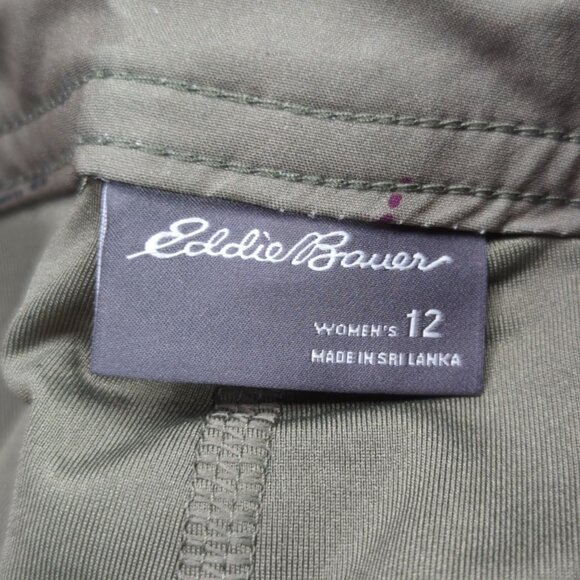 Eddie Bauer
WOMEN'S 12
MADE IN SRI LANKA